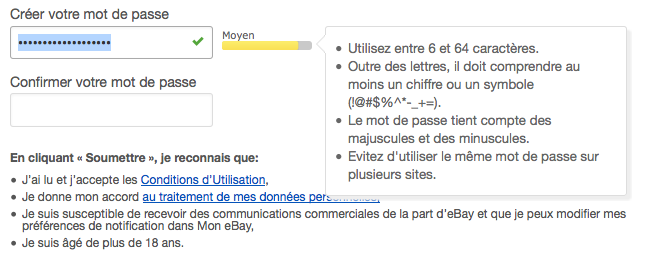 Créer votre mot de passe
•••••••••••••••••••
Moyen
• Utilisez entre 6 et 64 caractères.
• Outre des lettres, il doit comprendre au
moins un chiffre ou un symbole
(!@#$%^*-_+=).
• Le mot de passe tient compte des
majuscules et des minuscules.
• Evitez d'utiliser le même mot de passe sur
plusieurs sites.
Confirmer votre mot de passe
En cliquant « Soumettre », je reconnais que:
• J'ai lu et j'accepte les Conditions d'Utilisation,
• Je donne mon accord au traitement de mes données personnelles,
• Je suis susceptible de recevoir des communications commerciales de la part d'eBay et que je peux modifier mes
préférences de notification dans Mon eBay,
• Je suis âgé de plus de 18 ans.